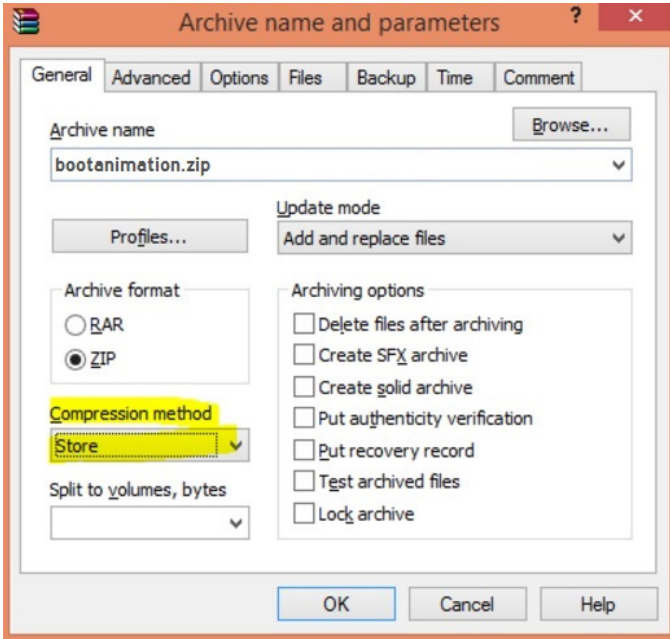 Archive name and parameters
?
×
General Advanced Options Files Backup Time Comment
Archive name
Browse...
bootanimation.zip
Update mode
Profiles...
Add and replace files
Archive format
RAR
ZIP
Compression method
Store
Split to volumes, bytes
Archiving options
Delete files after archiving
Create SFX archive
Create solid archive
Put authenticity verification
Put recovery record
Test archived files
Lock archive
OK Cancel Help